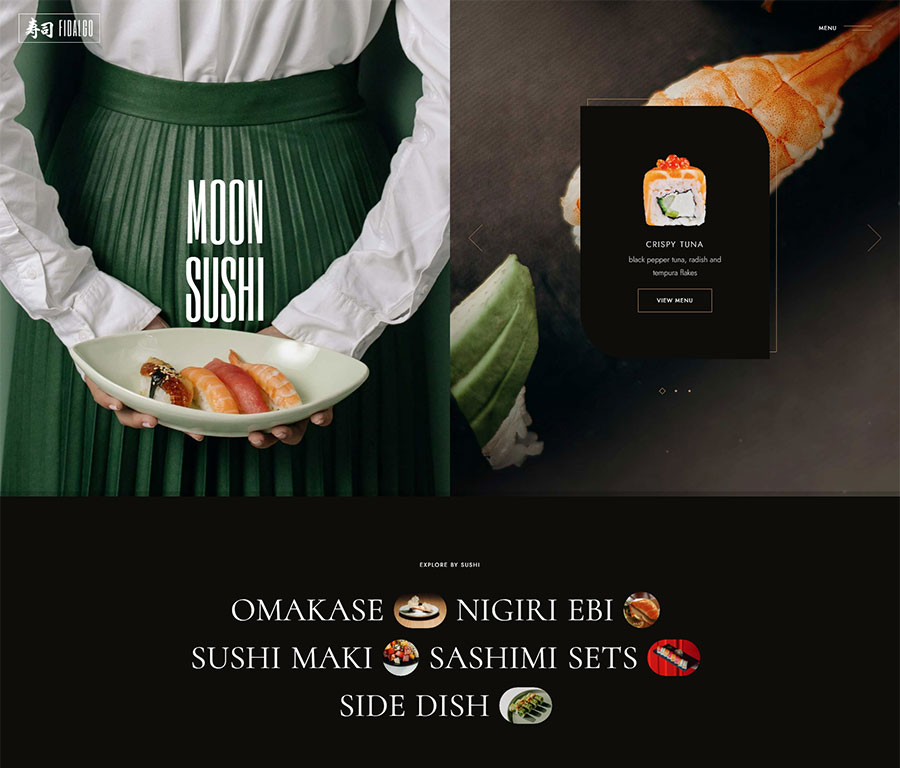 寿司 FIDALGO
MENU
MOON
SUSHI
CRISPY TUNA
black pepper tuna, radish and
tempura flakes
VIEW MENU
EXPLORE BY SUSHI
OMAKASE NIGIRI EBI
SUSHI MAKI SASHIMI SETS
SIDE DISH